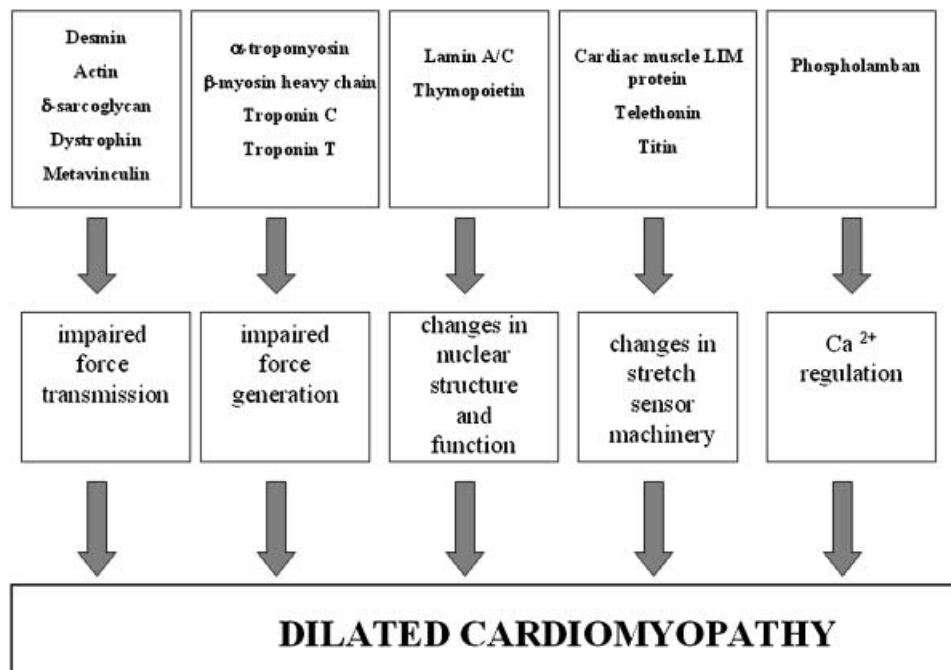 Desmin
Actin
δ-sarcoglycan
Dystrophin
Metavinculin
α-tropomyosin
β-myosin heavy chain
Troponin C
Troponin T
Lamin A/C
Thymopoietin
Cardiac muscle LIM
protein
Telethonin
Titin
Phospholamban
impaired
force
transmission
impaired
force
generation
changes in
nuclear
structure
and
function
changes in
stretch
sensor
machinery
Ca 2+
regulation
DILATED CARDIOMYOPATHY